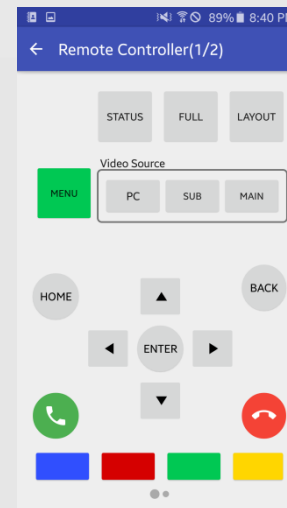 89% 8:40 P
Remote Controller(1/2)
STATUS FULL LAYOUT
Video Source
MENU PC SUB MAIN
HOME BACK
ENTER